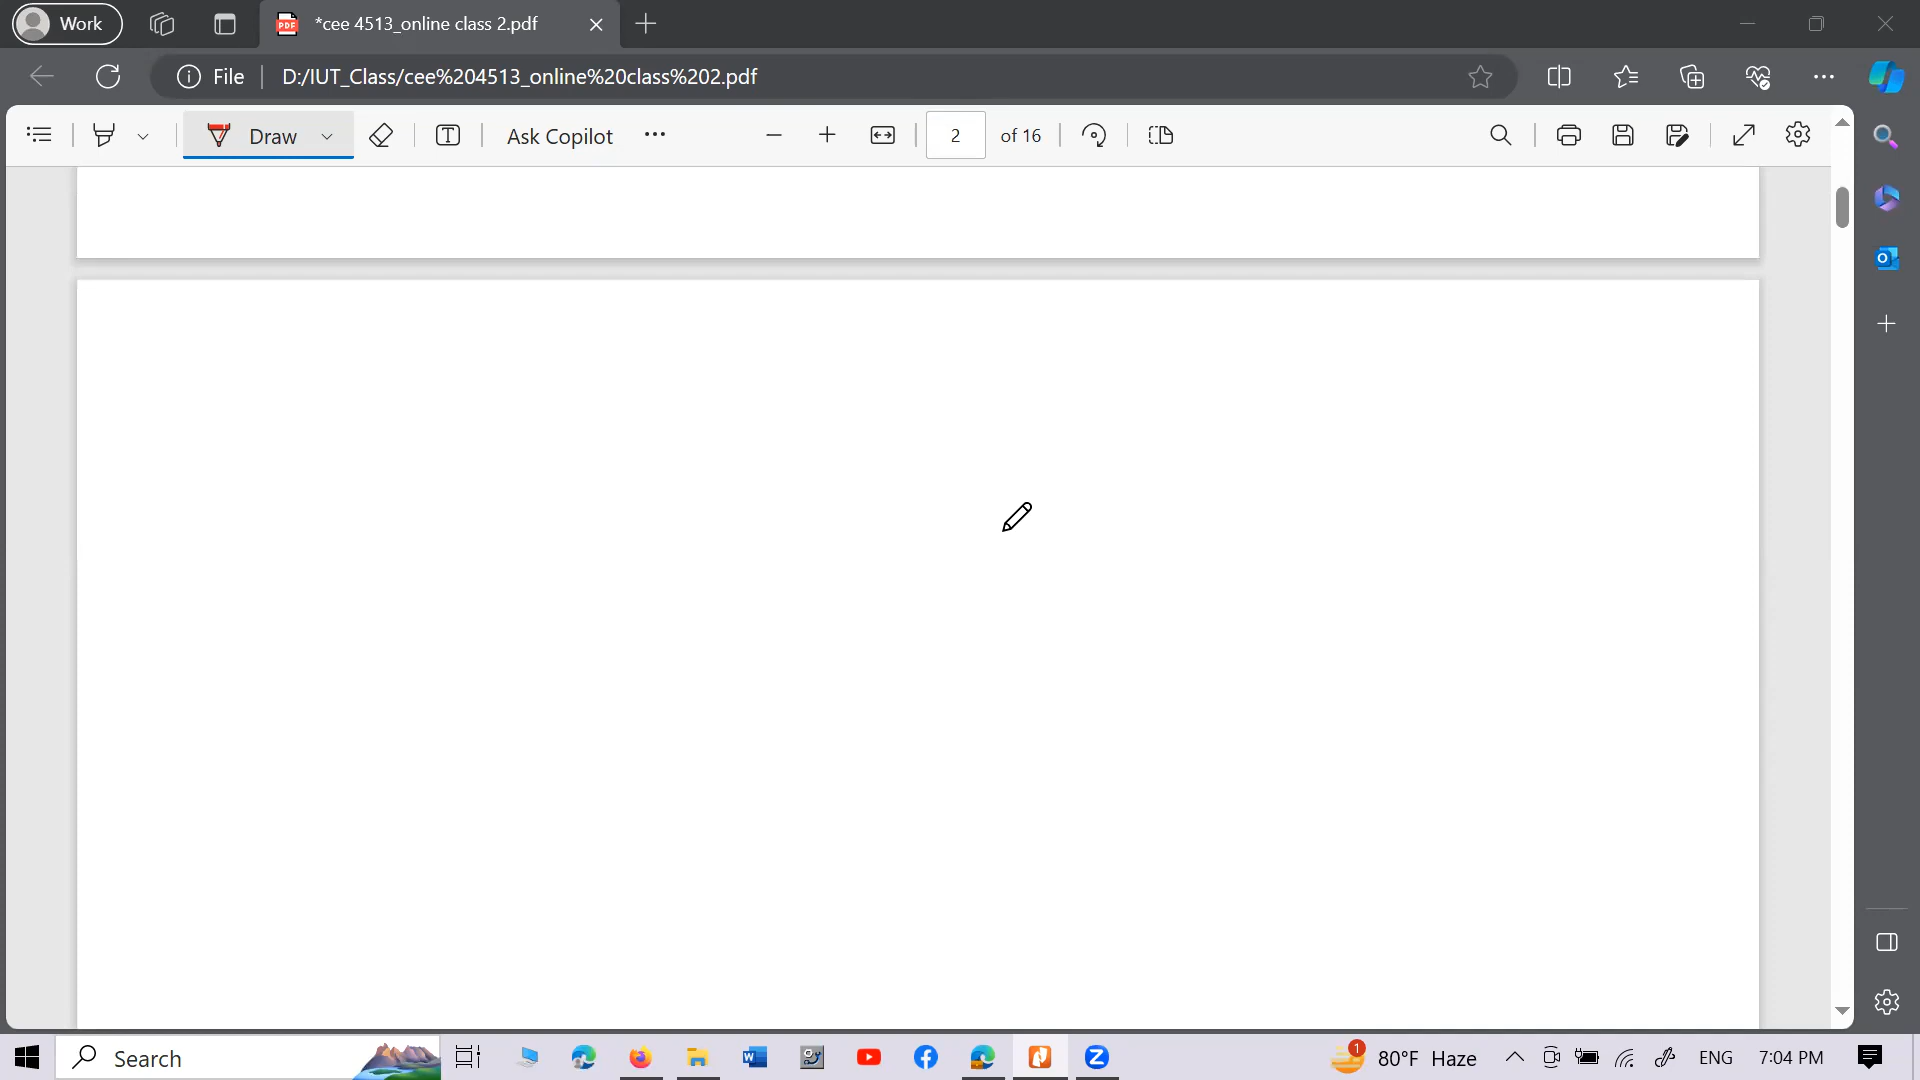 Work
*cee 4513_online class 2.pdf
File
D:/IUT_Class/cee%204513_online%20class%202.pdf
Draw
Ask Copilot
2
of 16
Search
1
80°F Haze
ENG
7:04 PM